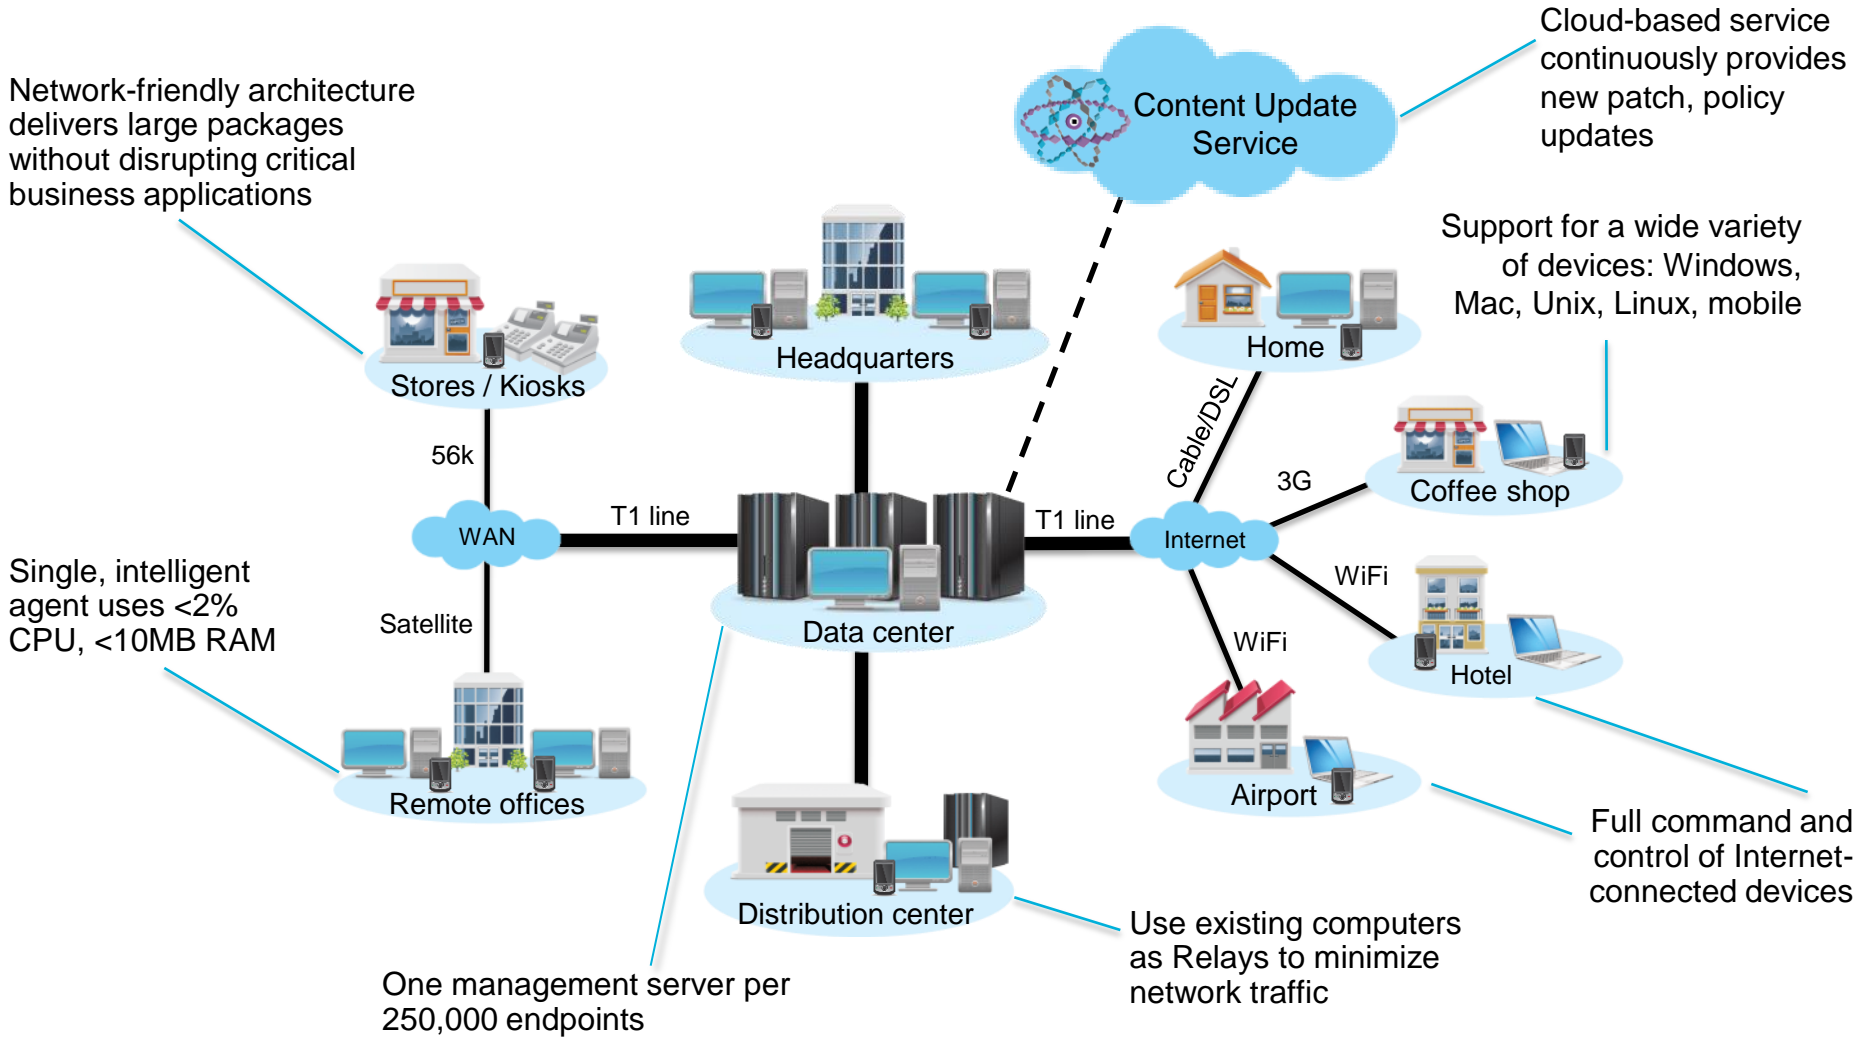 Cloud-based service
continuously provides
new patch, policy
updates
Network-friendly architecture
delivers large packages
without disrupting critical
business applications
Content Update
Service
Support for a wide variety
of devices: Windows,
Mac, Unix, Linux, mobile
Headquarters
Home
Stores / Kiosks
Cable/DSL
56k
3G
Coffee shop
T1 line
T1 line
WAN
Internet
WiFi
Single, intelligent
agent uses <2%
CPU, <10MB RAM
Satellite
Data center
WiFi
Hotel
Remote offices
Airport
Full command and
control of Internet-
connected devices
Distribution center
Use existing computers
as Relays to minimize
network traffic
One management server per
250,000 endpoints